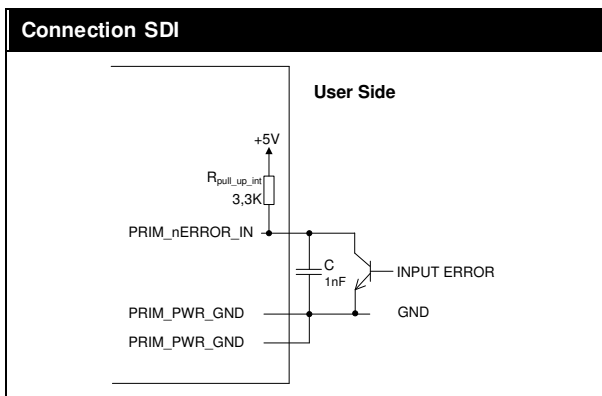 Connection SDI
User Side
+5V
Rpull_up_int
3,3K
PRIM_nERROR_IN
C
1nF
INPUT ERROR
PRIM_PWR_GND
GND
PRIM_PWR_GND